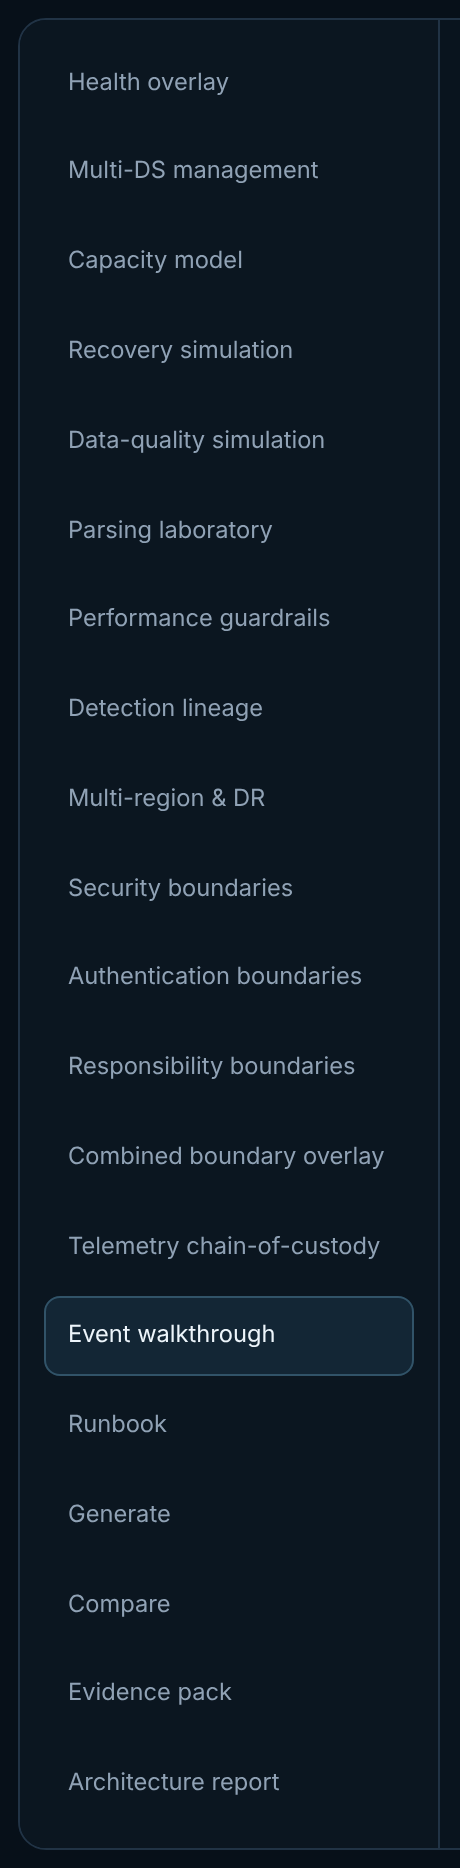 Health overlay
Multi-DS management
Capacity model
Recovery simulation
Data-quality simulation
Parsing laboratory
Performance guardrails
Detection lineage
Multi-region & DR
Security boundaries
Authentication boundaries
Responsibility boundaries
Combined boundary overlay
Telemetry chain-of-custody
Event walkthrough
Runbook
Generate
Compare
Evidence pack
Architecture report